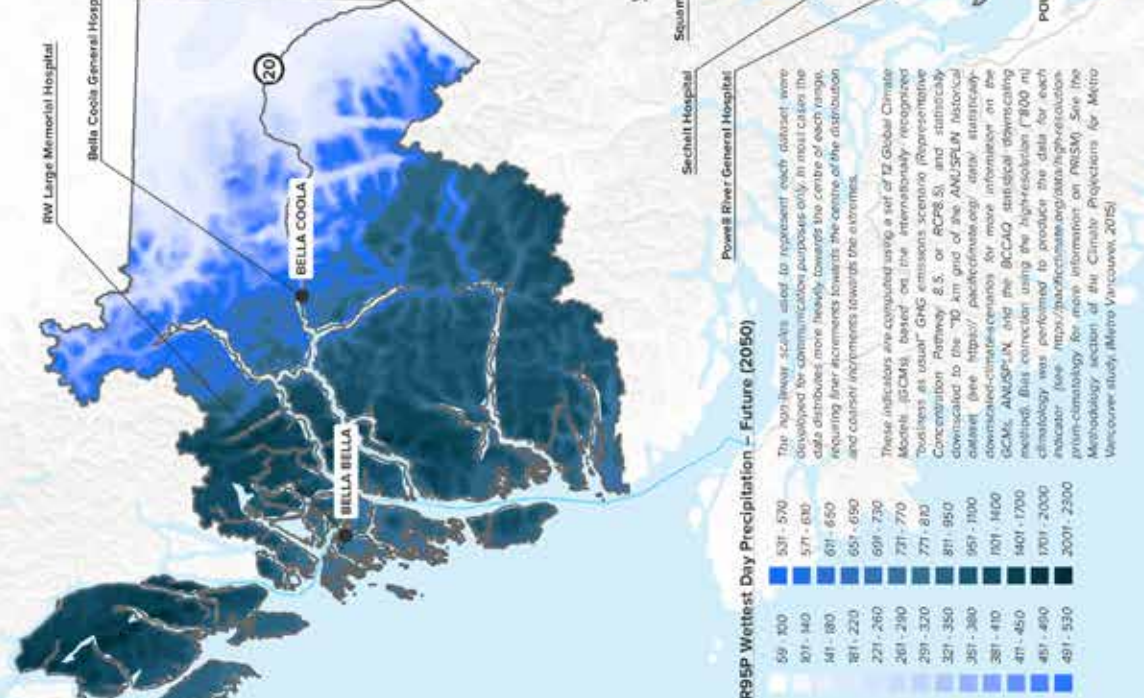 RW Large Memorial Hospital
Bella Coola General Hosp
20
BELLA COOLA
BELLA BELLA
Squam
Sechelt Hospital
Powell River General Hospital
R95P Wettest Day Precipitation – Future (2050)
59 - 100
101 - 140
141 - 180
181 - 220
221 - 260
261 - 290
291 - 320
321 - 350
351 - 380
381 - 410
411 - 450
451 - 490
491 - 530
531 - 570
571 - 610
611 - 650
651 - 690
691 - 730
731 - 770
771 - 810
811 - 950
951 - 1100
1101 - 1400
1401 - 1700
1701 - 2000
2001 - 2300
The non-linear scales used to represent each dataset were
developed for communication purposes only. In most cases the
data distributes more heavily towards the centre of each range,
requiring finer increments towards the centre of the distribution
and coarser increments towards the extremes.
These indicators are computed using a set of 12 Global Climate
Models (GCMs), based on the internationally recognized
"business as usual" GHG emissions scenario (Representative
Concentration Pathway 8.5, or RCP8.5), and statistically
downscaled to the ~10 km grid of the ANUSPLIN historical
dataset (see https:// pacificclimate.org/ data/ statistically-
downscaled-climate-scenarios for more information on the
GCMs, ANUSPLIN, and the BCCAQ statistical downscaling
method). Bias correction using the high-resolution (~800 m)
climatology was performed to produce the data for each
indicator (see https://pacificclimate.org/data/high-resolution-
prism-climatology for more information on PRISM). See the
Methodology section of the Climate Projections for Metro
Vancouver study. (Metro Vancouver, 2015)